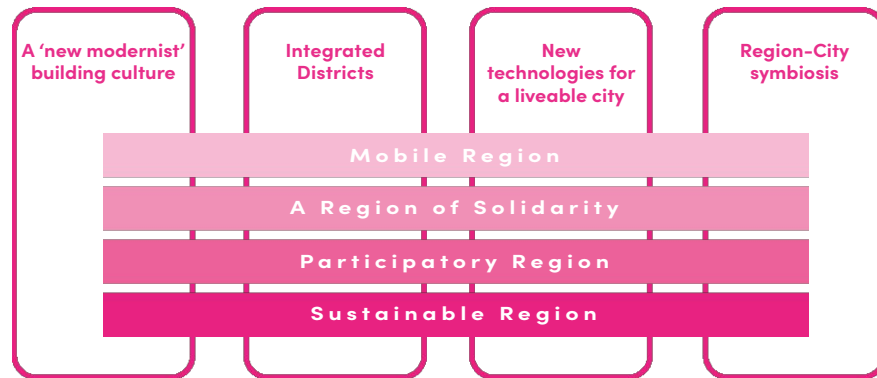 A ‘new modernist’
building culture
Integrated
Districts
New
technologies for
a liveable city
Region-City
symbiosis
Mobile Region
A Region of Solidarity
Participatory Region
Sustainable Region